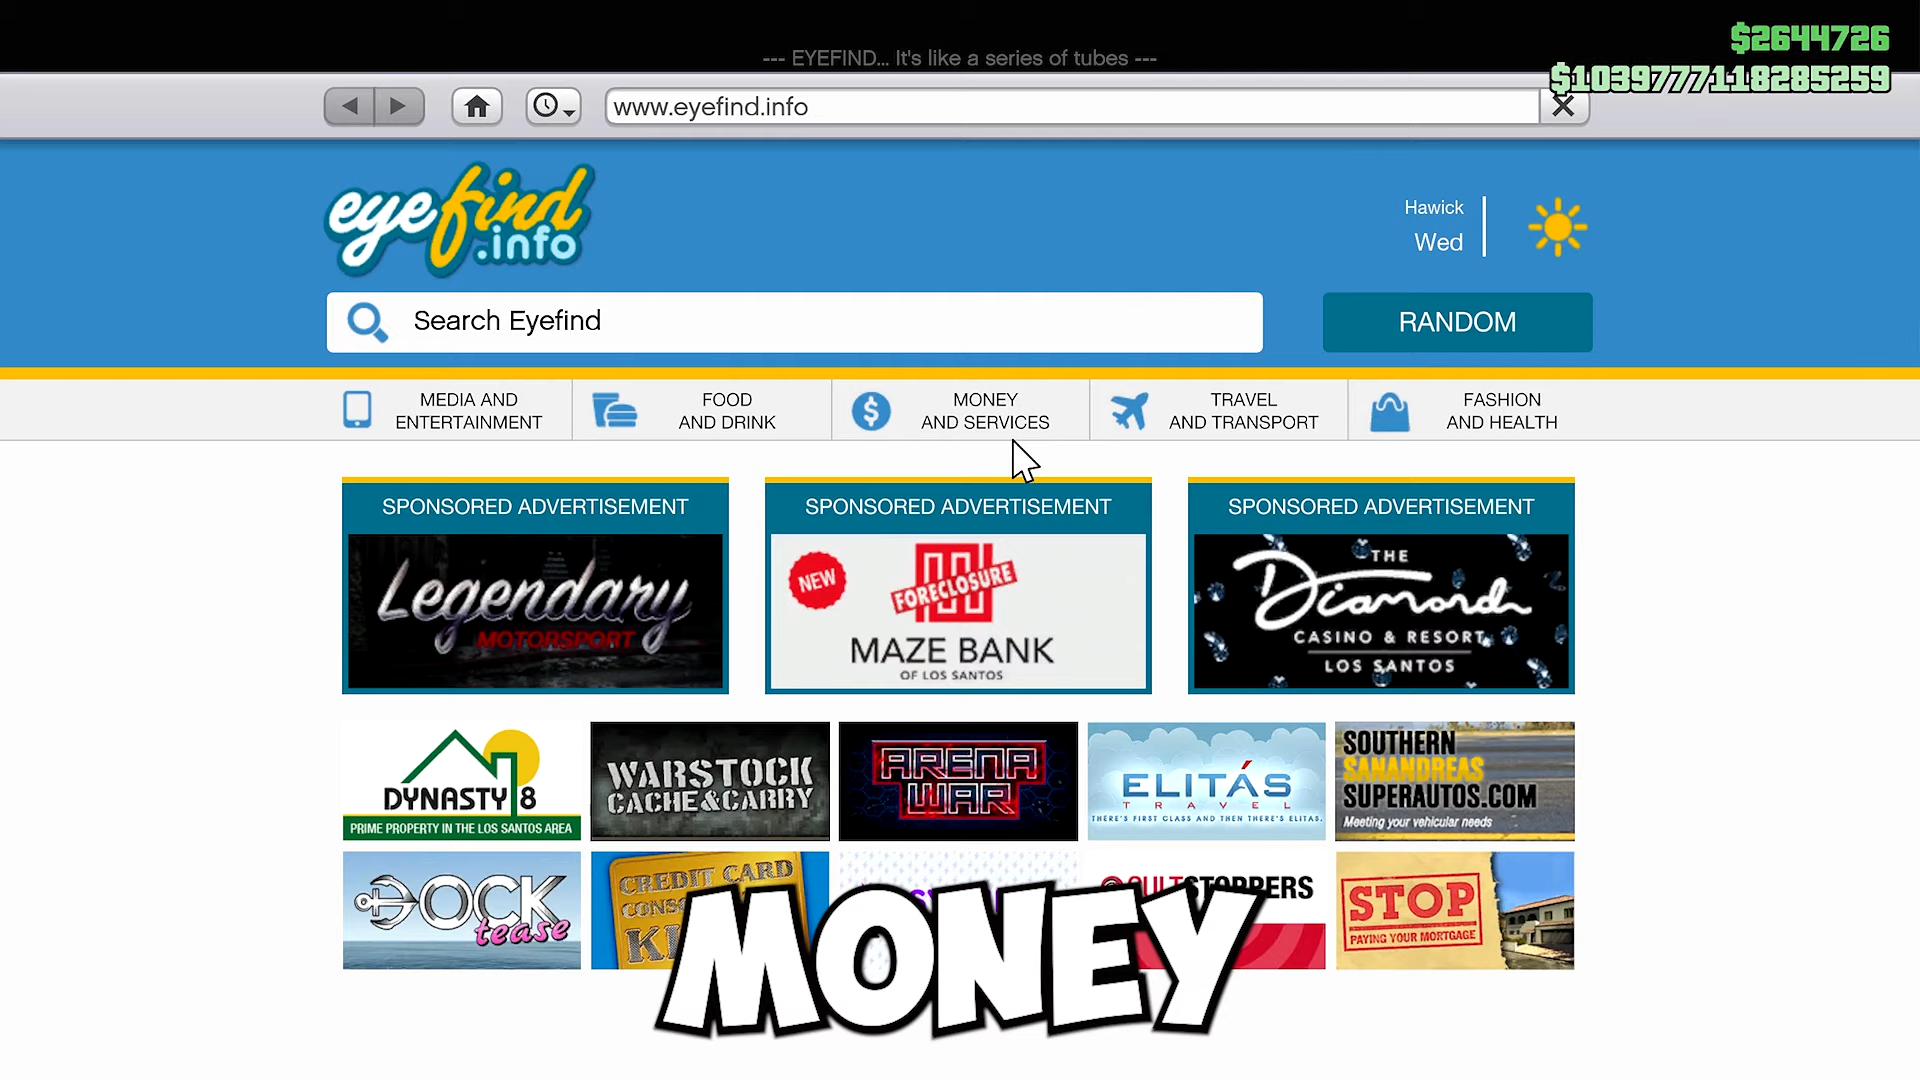 $2644726
--- EYEFIND... It's like a series of tubes ---
$1039777118285259
www.eyefind.info
eyefind
.info
Hawick
Wed
Search Eyefind
RANDOM
MEDIA AND
ENTERTAINMENT
FOOD
AND DRINK
MONEY
AND SERVICES
TRAVEL
AND TRANSPORT
FASHION
AND HEALTH
SPONSORED ADVERTISEMENT
Legendary
MOTORSPORT
SPONSORED ADVERTISEMENT
NEW
FORECLOSURE
MAZE BANK
OF LOS SANTOS
SPONSORED ADVERTISEMENT
THE
Diamond
CASINO & RESORT
LOS SANTOS
DYNASTY 8
PRIME PROPERTY IN THE LOS SANTOS AREA
WARSTOCK
CACHE&CARRY
ARENA
WAR
ELITÁS
TRAVEL
THERE'S FIRST CLASS AND THEN THERE'S ELITAS.
SOUTHERN
SANANDREAS
SUPERAUTOS.COM
Meeting your vehicular needs
DOCK
tease
CREDIT CARD
STOPPERS
STOP
PAYING YOUR MORTGAGE
MONEY